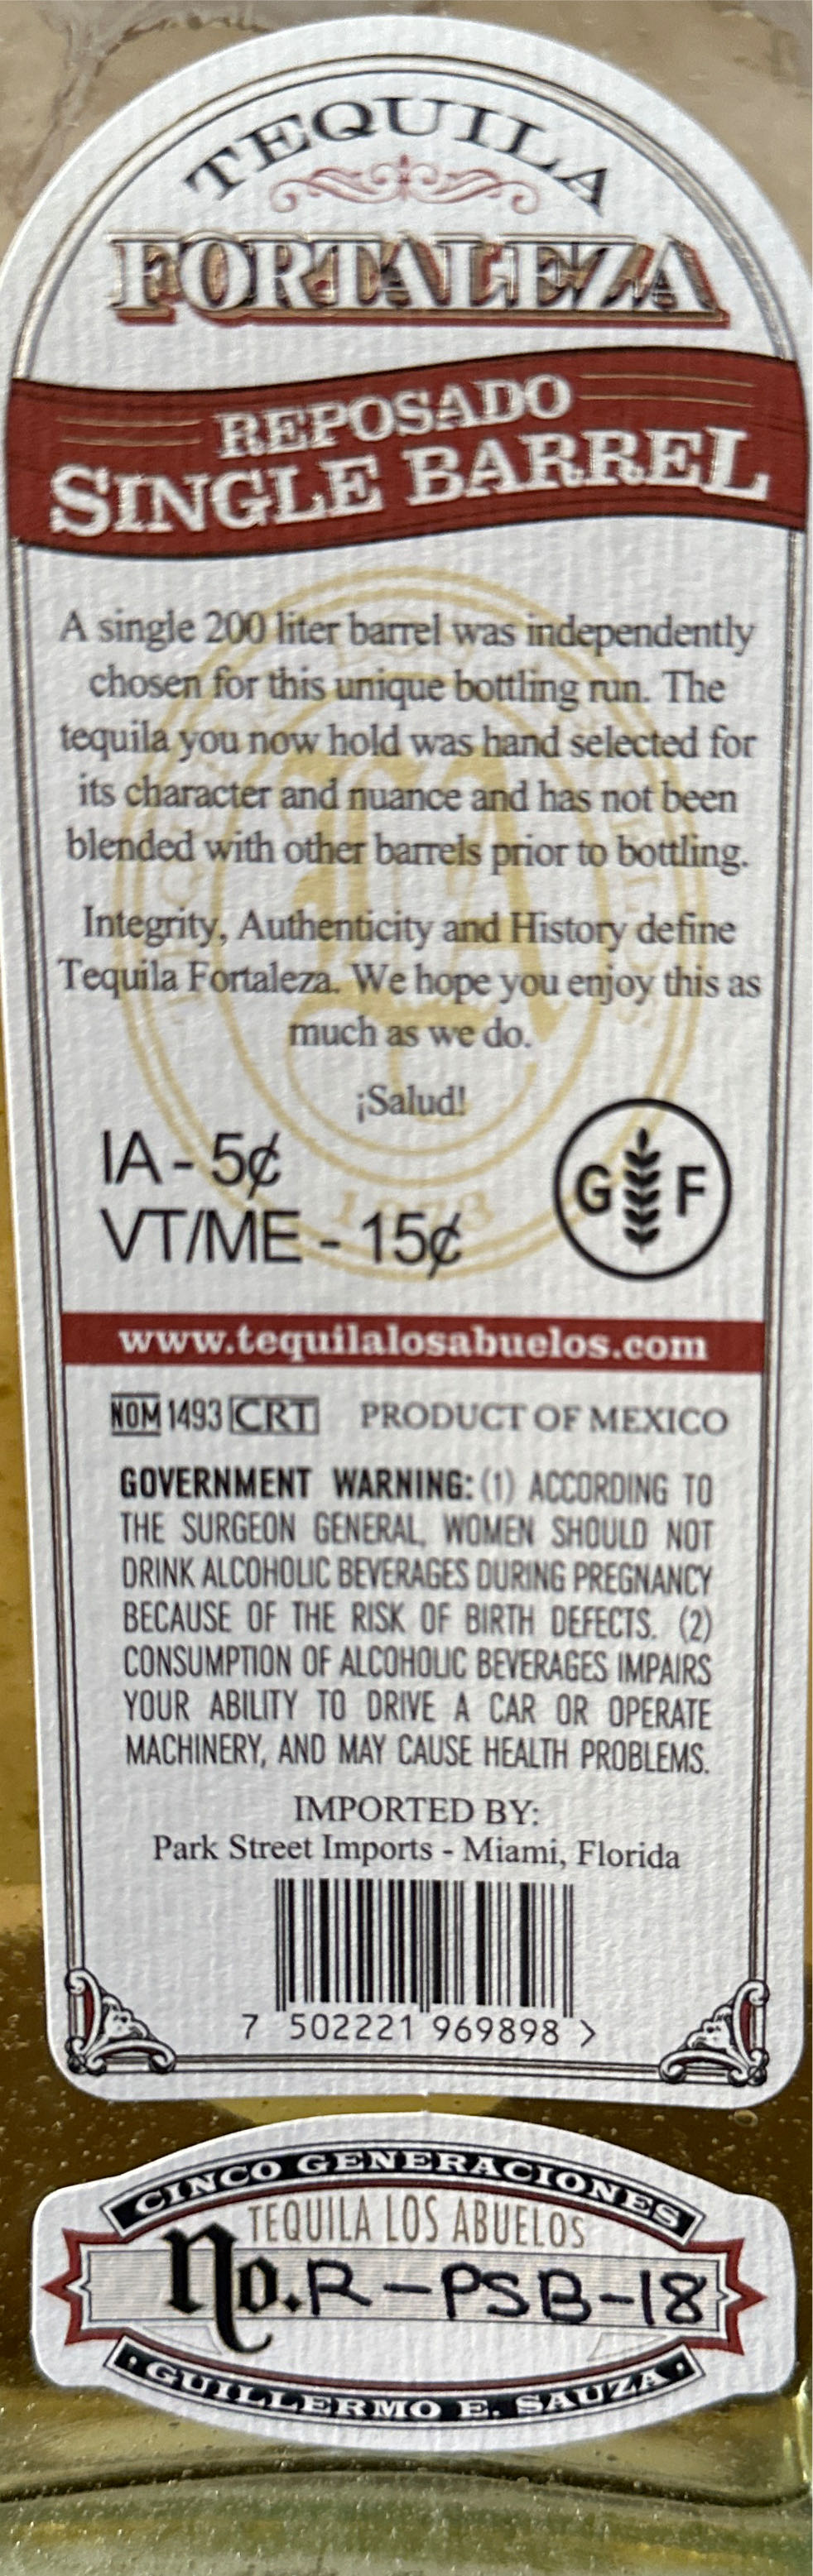 TEQUILA
FORTALEZA
REPOSADO
SINGLE BARREL
A single 200 liter barrel was independently
chosen for this unique bottling run. The
tequila you now hold was hand selected for
its character and nuance and has not been
blended with other barrels prior to bottling.
Integrity, Authenticity and History define
Tequila Fortaleza. We hope you enjoy this as
much as we do.
¡Salud!
IA - 5¢
VT/ME - 15¢
G F
www.tequilalosabuelos.com
NOM 1493 CRT PRODUCT OF MEXICO
GOVERNMENT WARNING: (1) ACCORDING TO
THE SURGEON GENERAL, WOMEN SHOULD NOT
DRINK ALCOHOLIC BEVERAGES DURING PREGNANCY
BECAUSE OF THE RISK OF BIRTH DEFECTS. (2)
CONSUMPTION OF ALCOHOLIC BEVERAGES IMPAIRS
YOUR ABILITY TO DRIVE A CAR OR OPERATE
MACHINERY, AND MAY CAUSE HEALTH PROBLEMS.
IMPORTED BY:
Park Street Imports - Miami, Florida
7 502221 969898 >
CINCO GENERACIONES
TEQUILA LOS ABUELOS
No. R-PSB-18
· GUILLERMO E. SAUZA ·